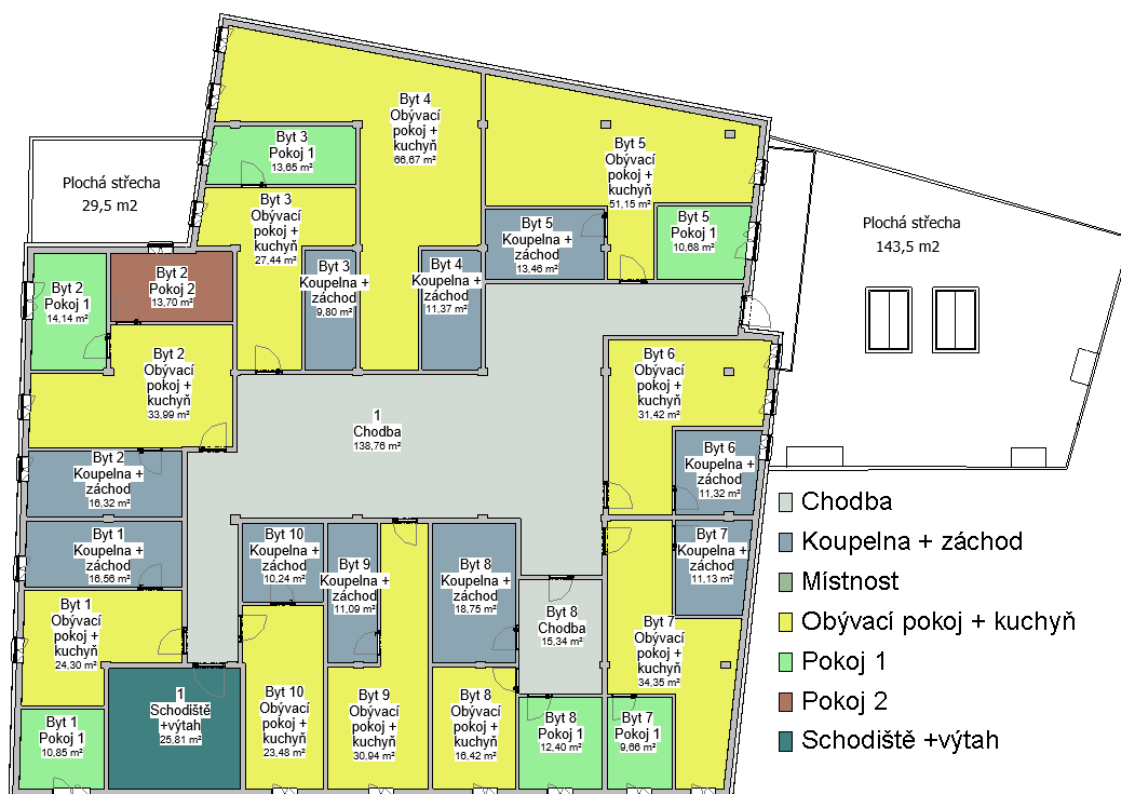 Byt 4
Obývací
pokoj +
kuchyň
66,67 m²
Byt 3
Pokoj 1
13,65 m²
Byt 5
Obývací
pokoj +
kuchyň
51,15 m²
Plochá střecha
29,5 m2
Byt 3
Obývací
pokoj +
kuchyň
27,44 m²
Byt 5
Koupelna +
záchod
13,46 m²
Byt 5
Pokoj 1
10,68 m²
Plochá střecha
143,5 m2
Byt 2
Pokoj 1
14,14 m²
Byt 2
Pokoj 2
13,70 m²
Byt 3
Koupelna +
záchod
9,80 m²
Byt 4
Koupelna +
záchod
11,37 m²
Byt 2
Obývací
pokoj +
kuchyň
33,99 m²
Byt 6
Obývací
pokoj +
kuchyň
31,42 m²
1
Chodba
138,76 m²
Byt 2
Koupelna +
záchod
16,32 m²
Byt 6
Koupelna +
záchod
11,32 m²
Byt 1
Koupelna +
záchod
16,56 m²
Byt 10
Koupelna +
záchod
10,24 m²
Byt 9
Koupelna +
záchod
11,09 m²
Byt 8
Koupelna +
záchod
18,75 m²
Byt 7
Koupelna +
záchod
11,13 m²
Byt 1
Obývací
pokoj +
kuchyň
24,30 m²
Byt 8
Chodba
15,34 m²
Byt 7
Obývací
pokoj +
kuchyň
34,35 m²
Byt 1
Pokoj 1
10,85 m²
1
Schodiště
+výtah
25,81 m²
Byt 10
Obývací
pokoj +
kuchyň
23,48 m²
Byt 9
Obývací
pokoj +
kuchyň
30,94 m²
Byt 8
Obývací
pokoj +
kuchyň
16,42 m²
Byt 8
Pokoj 1
12,40 m²
Byt 7
Pokoj 1
9,66 m²
Chodba
Koupelna + záchod
Místnost
Obývací pokoj + kuchyň
Pokoj 1
Pokoj 2
Schodiště +výtah